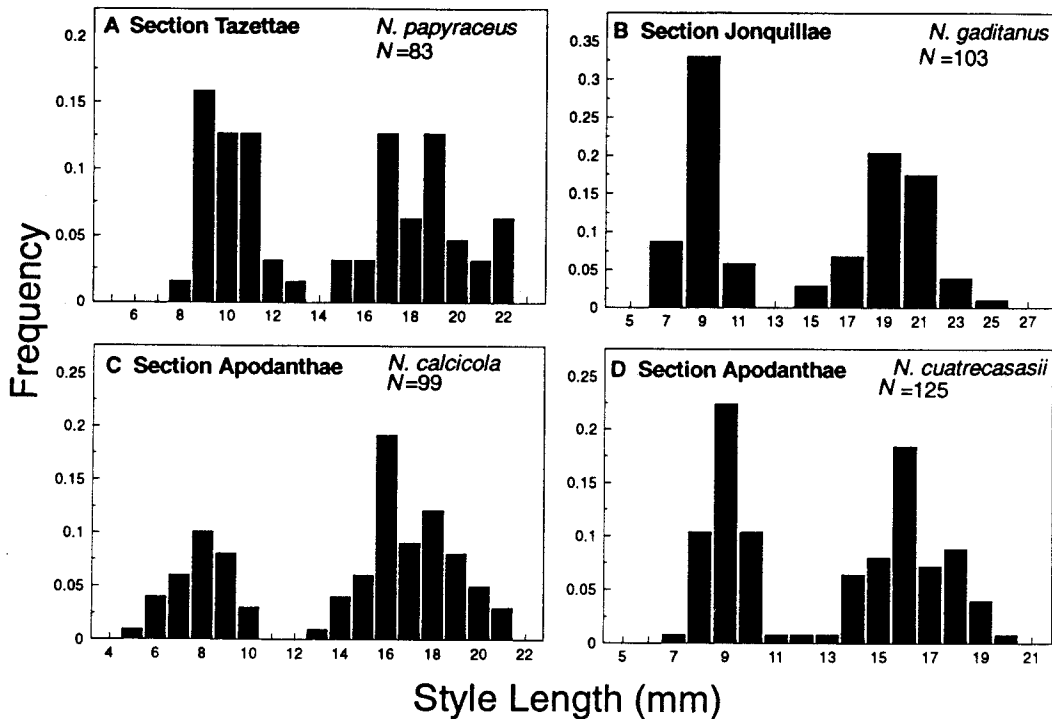 A Section Tazettae
N. papyraceus
N=83
0.2
0.15
0.1
0.05
0
6 8 10 12 14 16 18 20 22
B Section Jonquillae
N. gaditanus
N=103
0.35
0.3
0.25
0.2
0.15
0.1
0.05
0
5 7 9 11 13 15 17 19 21 23 25 27
Frequency
C Section Apodanthae
N. calcicola
N=99
0.25
0.2
0.15
0.1
0.05
0
4 6 8 10 12 14 16 18 20 22
D Section Apodanthae
N. cuatrecasasii
N=125
0.25
0.2
0.15
0.1
0.05
0
5 7 9 11 13 15 17 19 21
Style Length (mm)